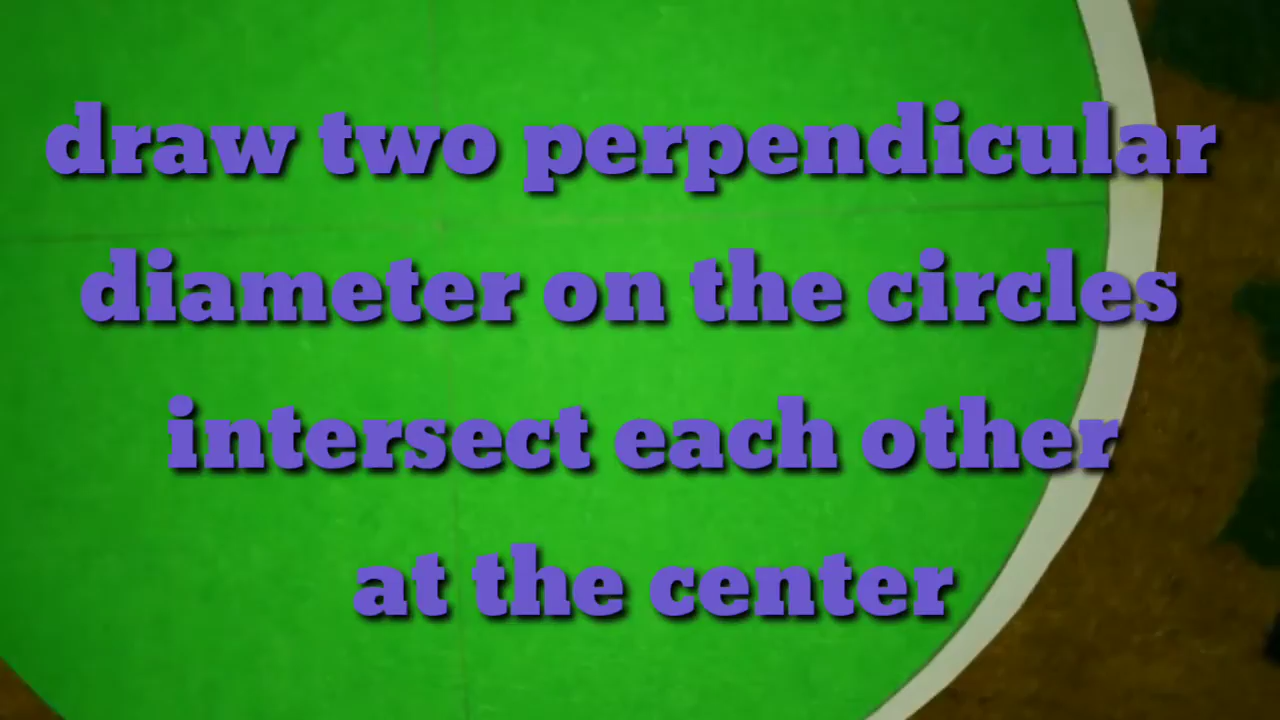 draw two perpendicular
diameter on the circles
intersect each other
at the center